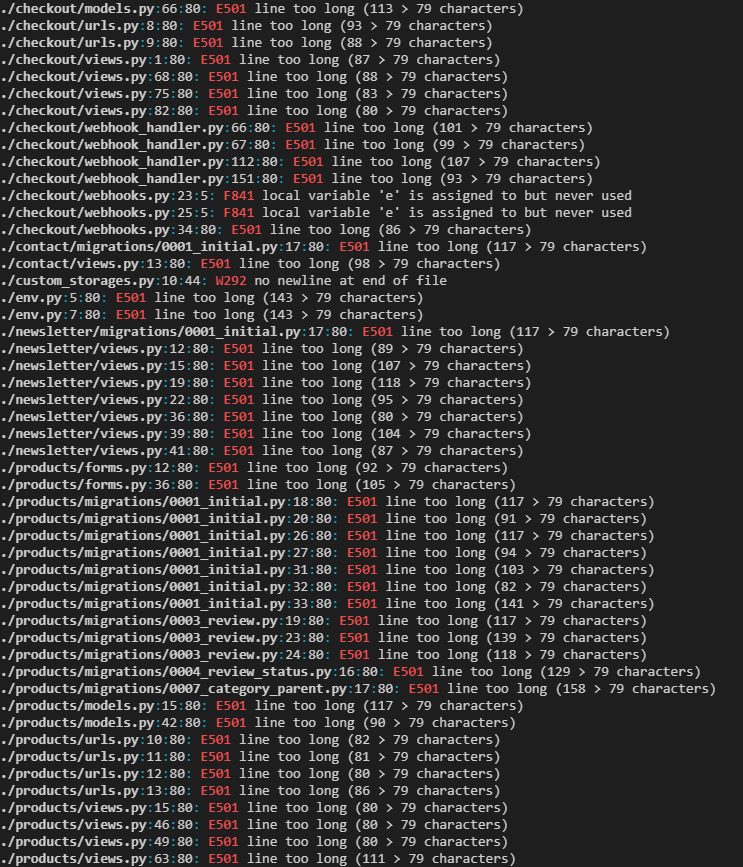 ./checkout/models.py:66:80: E501 line too long (113 > 79 characters)
./checkout/urls.py:8:80: E501 line too long (93 > 79 characters)
./checkout/urls.py:9:80: E501 line too long (88 > 79 characters)
./checkout/views.py:1:80: E501 line too long (87 > 79 characters)
./checkout/views.py:68:80: E501 line too long (88 > 79 characters)
./checkout/views.py:75:80: E501 line too long (83 > 79 characters)
./checkout/views.py:82:80: E501 line too long (80 > 79 characters)
./checkout/webhook_handler.py:66:80: E501 line too long (101 > 79 characters)
./checkout/webhook_handler.py:67:80: E501 line too long (99 > 79 characters)
./checkout/webhook_handler.py:112:80: E501 line too long (107 > 79 characters)
./checkout/webhook_handler.py:151:80: E501 line too long (93 > 79 characters)
./checkout/webhooks.py:23:5: F841 local variable 'e' is assigned to but never used
./checkout/webhooks.py:25:5: F841 local variable 'e' is assigned to but never used
./checkout/webhooks.py:34:80: E501 line too long (86 > 79 characters)
./contact/migrations/0001_initial.py:17:80: E501 line too long (117 > 79 characters)
./contact/views.py:13:80: E501 line too long (98 > 79 characters)
./custom_storages.py:10:44: W292 no newline at end of file
./env.py:5:80: E501 line too long (143 > 79 characters)
./env.py:7:80: E501 line too long (143 > 79 characters)
./newsletter/migrations/0001_initial.py:17:80: E501 line too long (117 > 79 characters)
./newsletter/views.py:12:80: E501 line too long (89 > 79 characters)
./newsletter/views.py:15:80: E501 line too long (107 > 79 characters)
./newsletter/views.py:19:80: E501 line too long (118 > 79 characters)
./newsletter/views.py:22:80: E501 line too long (95 > 79 characters)
./newsletter/views.py:36:80: E501 line too long (80 > 79 characters)
./newsletter/views.py:39:80: E501 line too long (104 > 79 characters)
./newsletter/views.py:41:80: E501 line too long (87 > 79 characters)
./products/forms.py:12:80: E501 line too long (92 > 79 characters)
./products/forms.py:36:80: E501 line too long (105 > 79 characters)
./products/migrations/0001_initial.py:18:80: E501 line too long (117 > 79 characters)
./products/migrations/0001_initial.py:20:80: E501 line too long (91 > 79 characters)
./products/migrations/0001_initial.py:26:80: E501 line too long (117 > 79 characters)
./products/migrations/0001_initial.py:27:80: E501 line too long (94 > 79 characters)
./products/migrations/0001_initial.py:31:80: E501 line too long (103 > 79 characters)
./products/migrations/0001_initial.py:32:80: E501 line too long (82 > 79 characters)
./products/migrations/0001_initial.py:33:80: E501 line too long (141 > 79 characters)
./products/migrations/0003_review.py:19:80: E501 line too long (117 > 79 characters)
./products/migrations/0003_review.py:23:80: E501 line too long (139 > 79 characters)
./products/migrations/0003_review.py:24:80: E501 line too long (118 > 79 characters)
./products/migrations/0004_review_status.py:16:80: E501 line too long (129 > 79 characters)
./products/migrations/0007_category_parent.py:17:80: E501 line too long (158 > 79 characters)
./products/models.py:15:80: E501 line too long (117 > 79 characters)
./products/models.py:42:80: E501 line too long (90 > 79 characters)
./products/urls.py:10:80: E501 line too long (82 > 79 characters)
./products/urls.py:11:80: E501 line too long (81 > 79 characters)
./products/urls.py:12:80: E501 line too long (80 > 79 characters)
./products/urls.py:13:80: E501 line too long (86 > 79 characters)
./products/views.py:15:80: E501 line too long (80 > 79 characters)
./products/views.py:46:80: E501 line too long (80 > 79 characters)
./products/views.py:49:80: E501 line too long (80 > 79 characters)
./products/views.py:63:80: E501 line too long (111 > 79 characters)